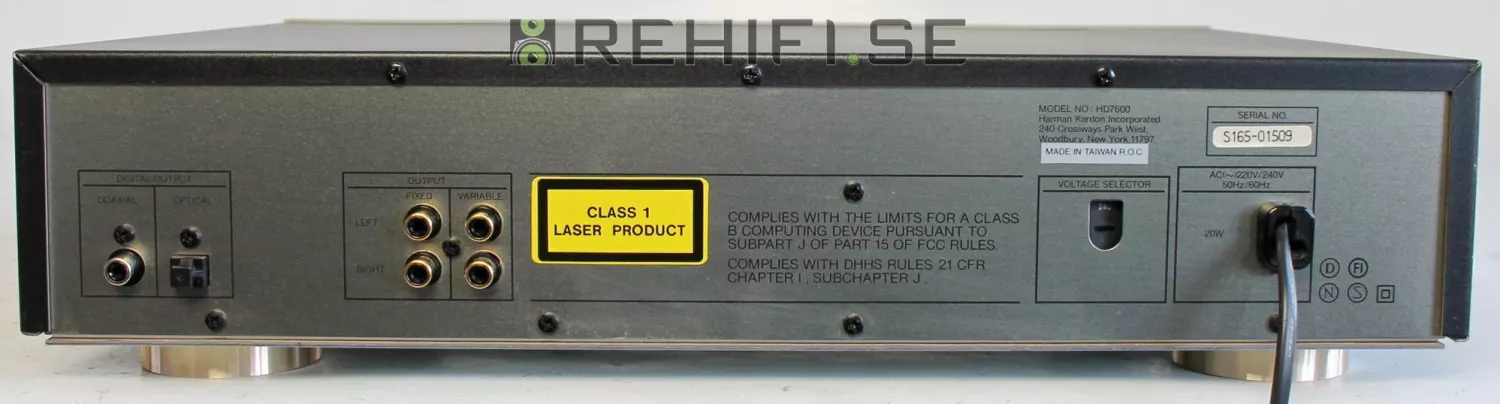 REHIFI.SE
MODEL NO : HD7600
Harman Kardon Incorporated
240 Crossways Park West,
Woodbury, New York 11797
MADE IN TAIWAN R.O.C.
SERIAL NO.
S165-01509
DIGITAL OUTPUT
COAXIAL
OPTICAL
OUTPUT
FIXED
VARIABLE
LEFT
RIGHT
CLASS 1
LASER PRODUCT
COMPLIES WITH THE LIMITS FOR A CLASS
B COMPUTING DEVICE PURSUANT TO
SUBPART J OF PART 15 OF FCC RULES.
COMPLIES WITH DHHS RULES 21 CFR
CHAPTER I , SUBCHAPTER J .
VOLTAGE SELECTOR
240
AC(~)220V/240V
50Hz/60Hz
20W
D FI
N S